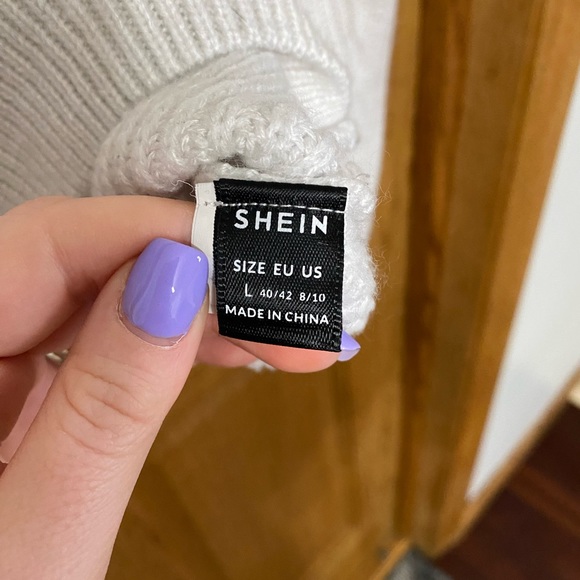 SHEIN
SIZE EU US
L 40/42 8/10
MADE IN CHINA